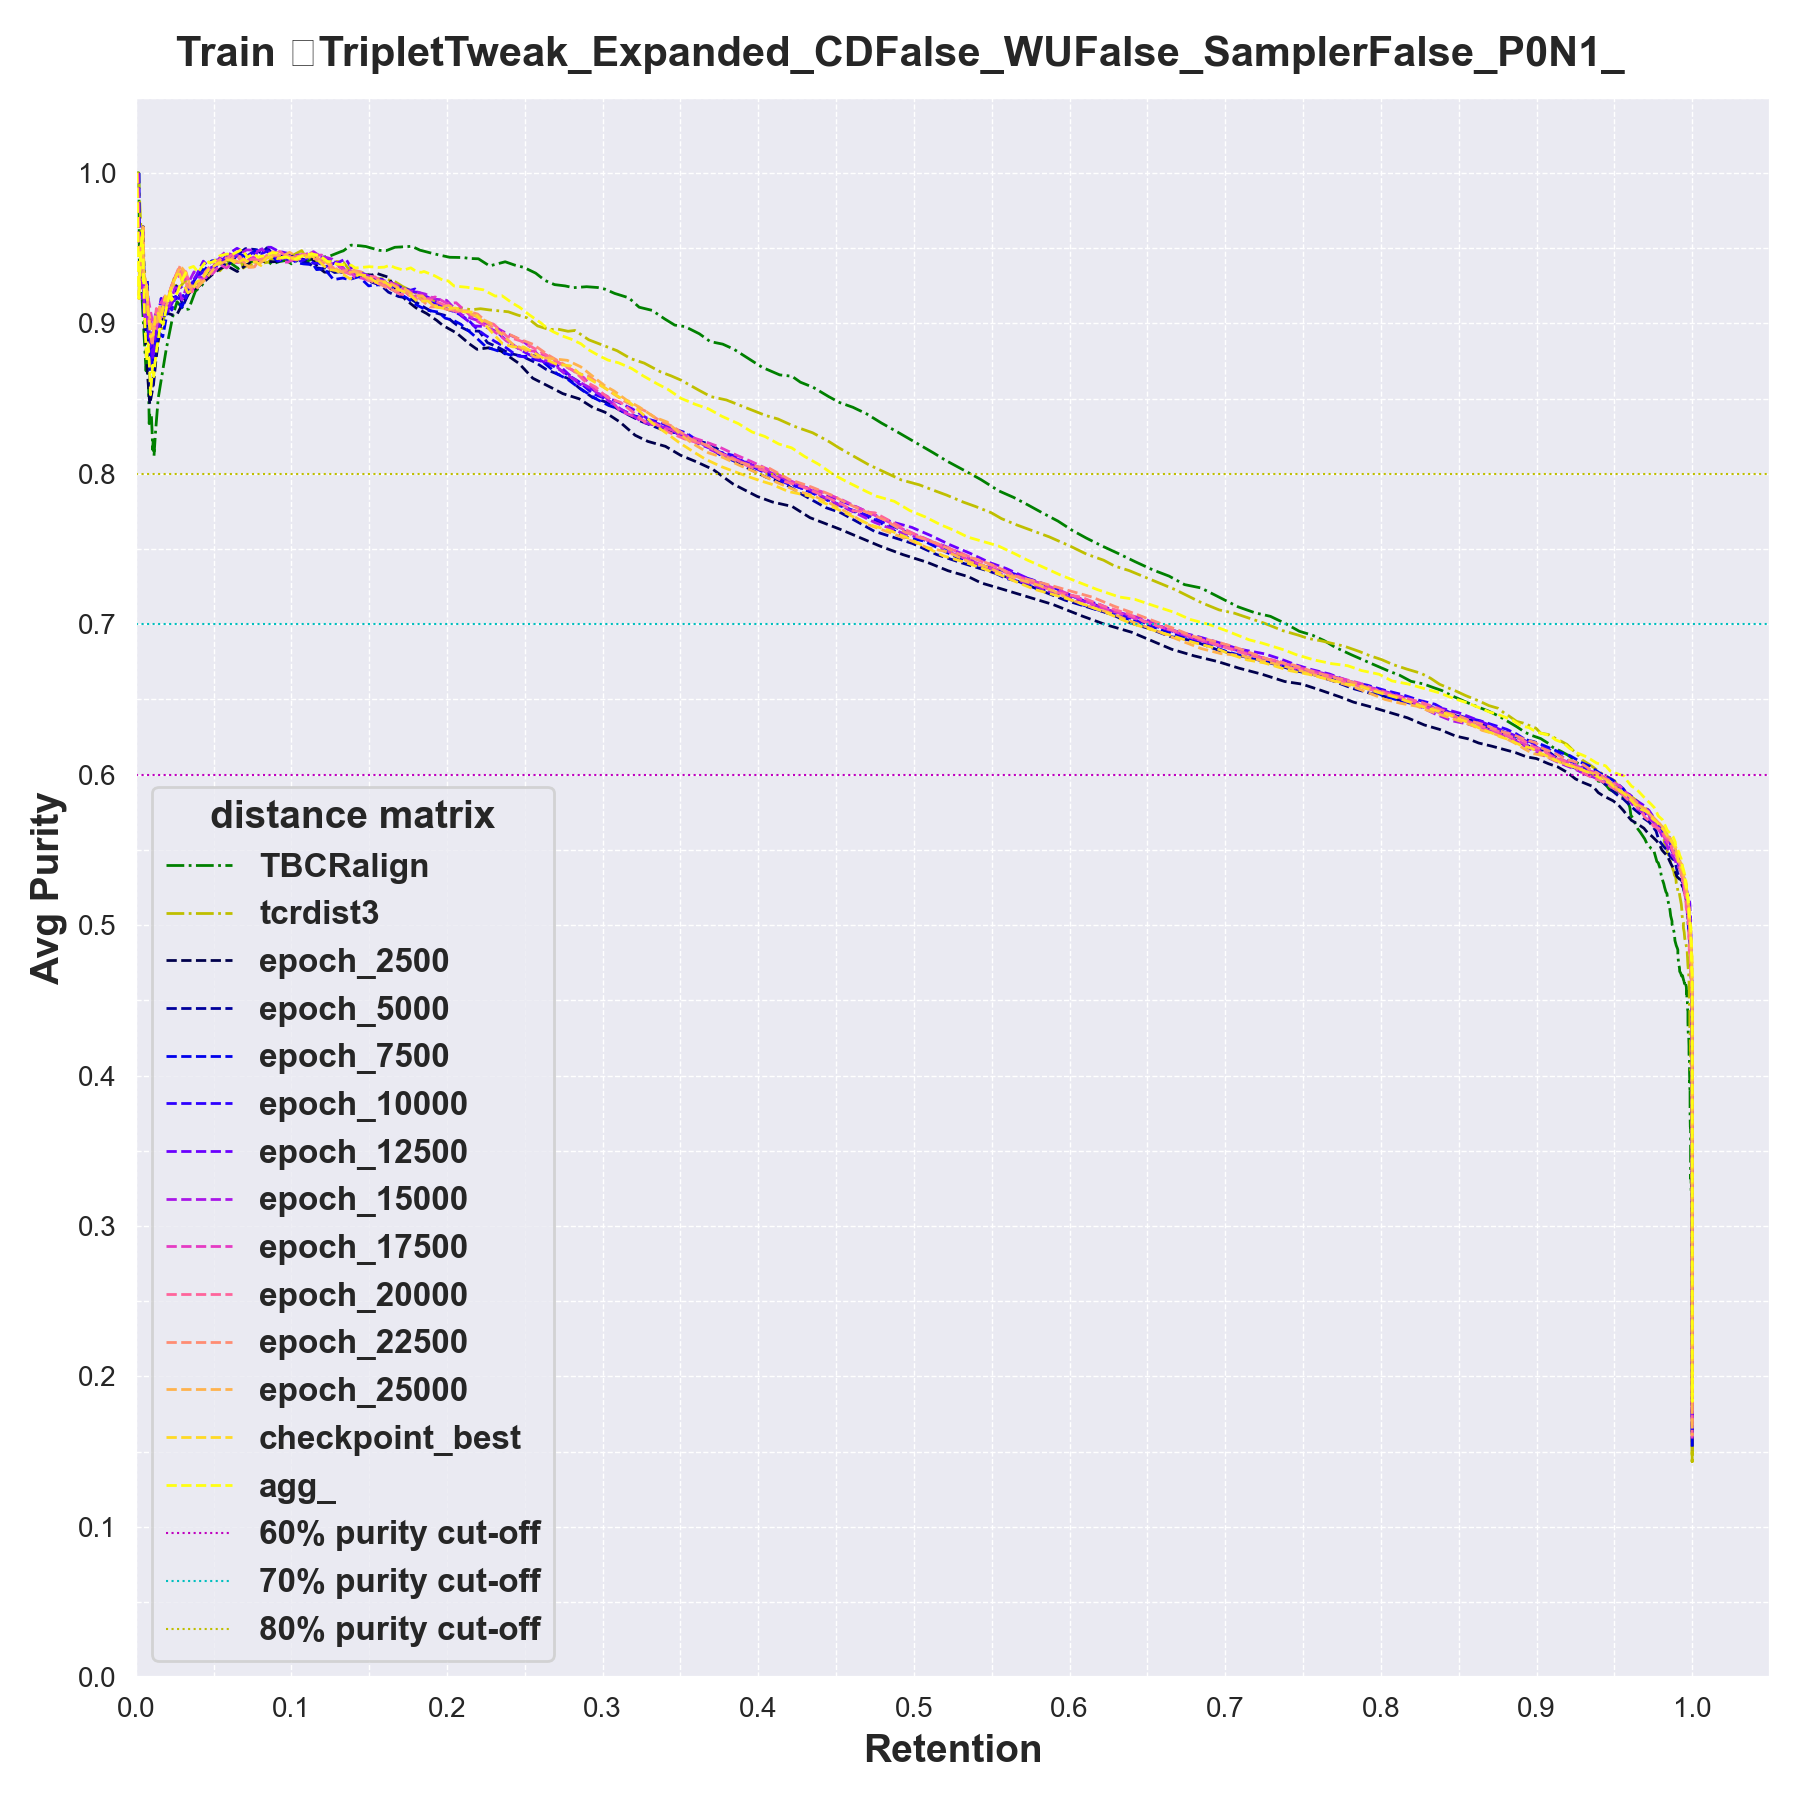 Train TripletTweak_Expanded_CDFalse_WUFalse_SamplerFalse_P0N1_
1.0
0.9
0.8
0.7
0.6
0.5
0.4
0.3
0.2
0.1
0.0
Avg Purity
distance matrix
TBCRalign
tcrdist3
epoch_2500
epoch_5000
epoch_7500
epoch_10000
epoch_12500
epoch_15000
epoch_17500
epoch_20000
epoch_22500
epoch_25000
checkpoint_best
agg_
60% purity cut-off
70% purity cut-off
80% purity cut-off
0.0 0.1 0.2 0.3 0.4 0.5 0.6 0.7 0.8 0.9 1.0
Retention